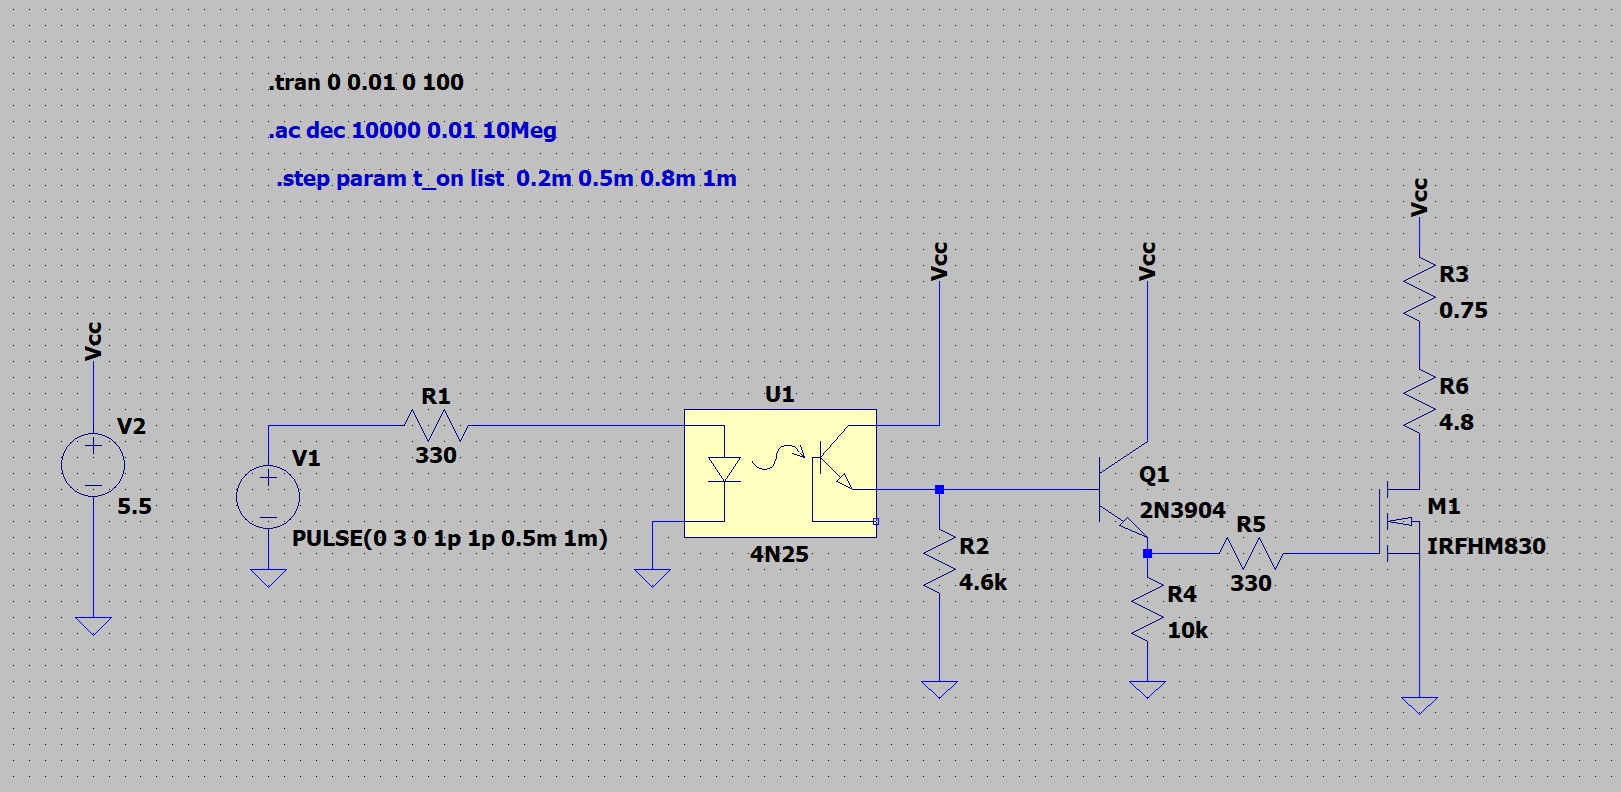 .tran 0 0.01 0 100
.ac dec 10000 0.01 10Meg
.step param t_on list 0.2m 0.5m 0.8m 1m
Vcc
V2
5.5
V1
PULSE(0 3 0 1p 1p 0.5m 1m)
R1
330
U1
4N25
Vcc
R2
4.6k
Vcc
Q1
2N3904
R4
10k
R5
330
Vcc
R3
0.75
R6
4.8
M1
IRFHM830